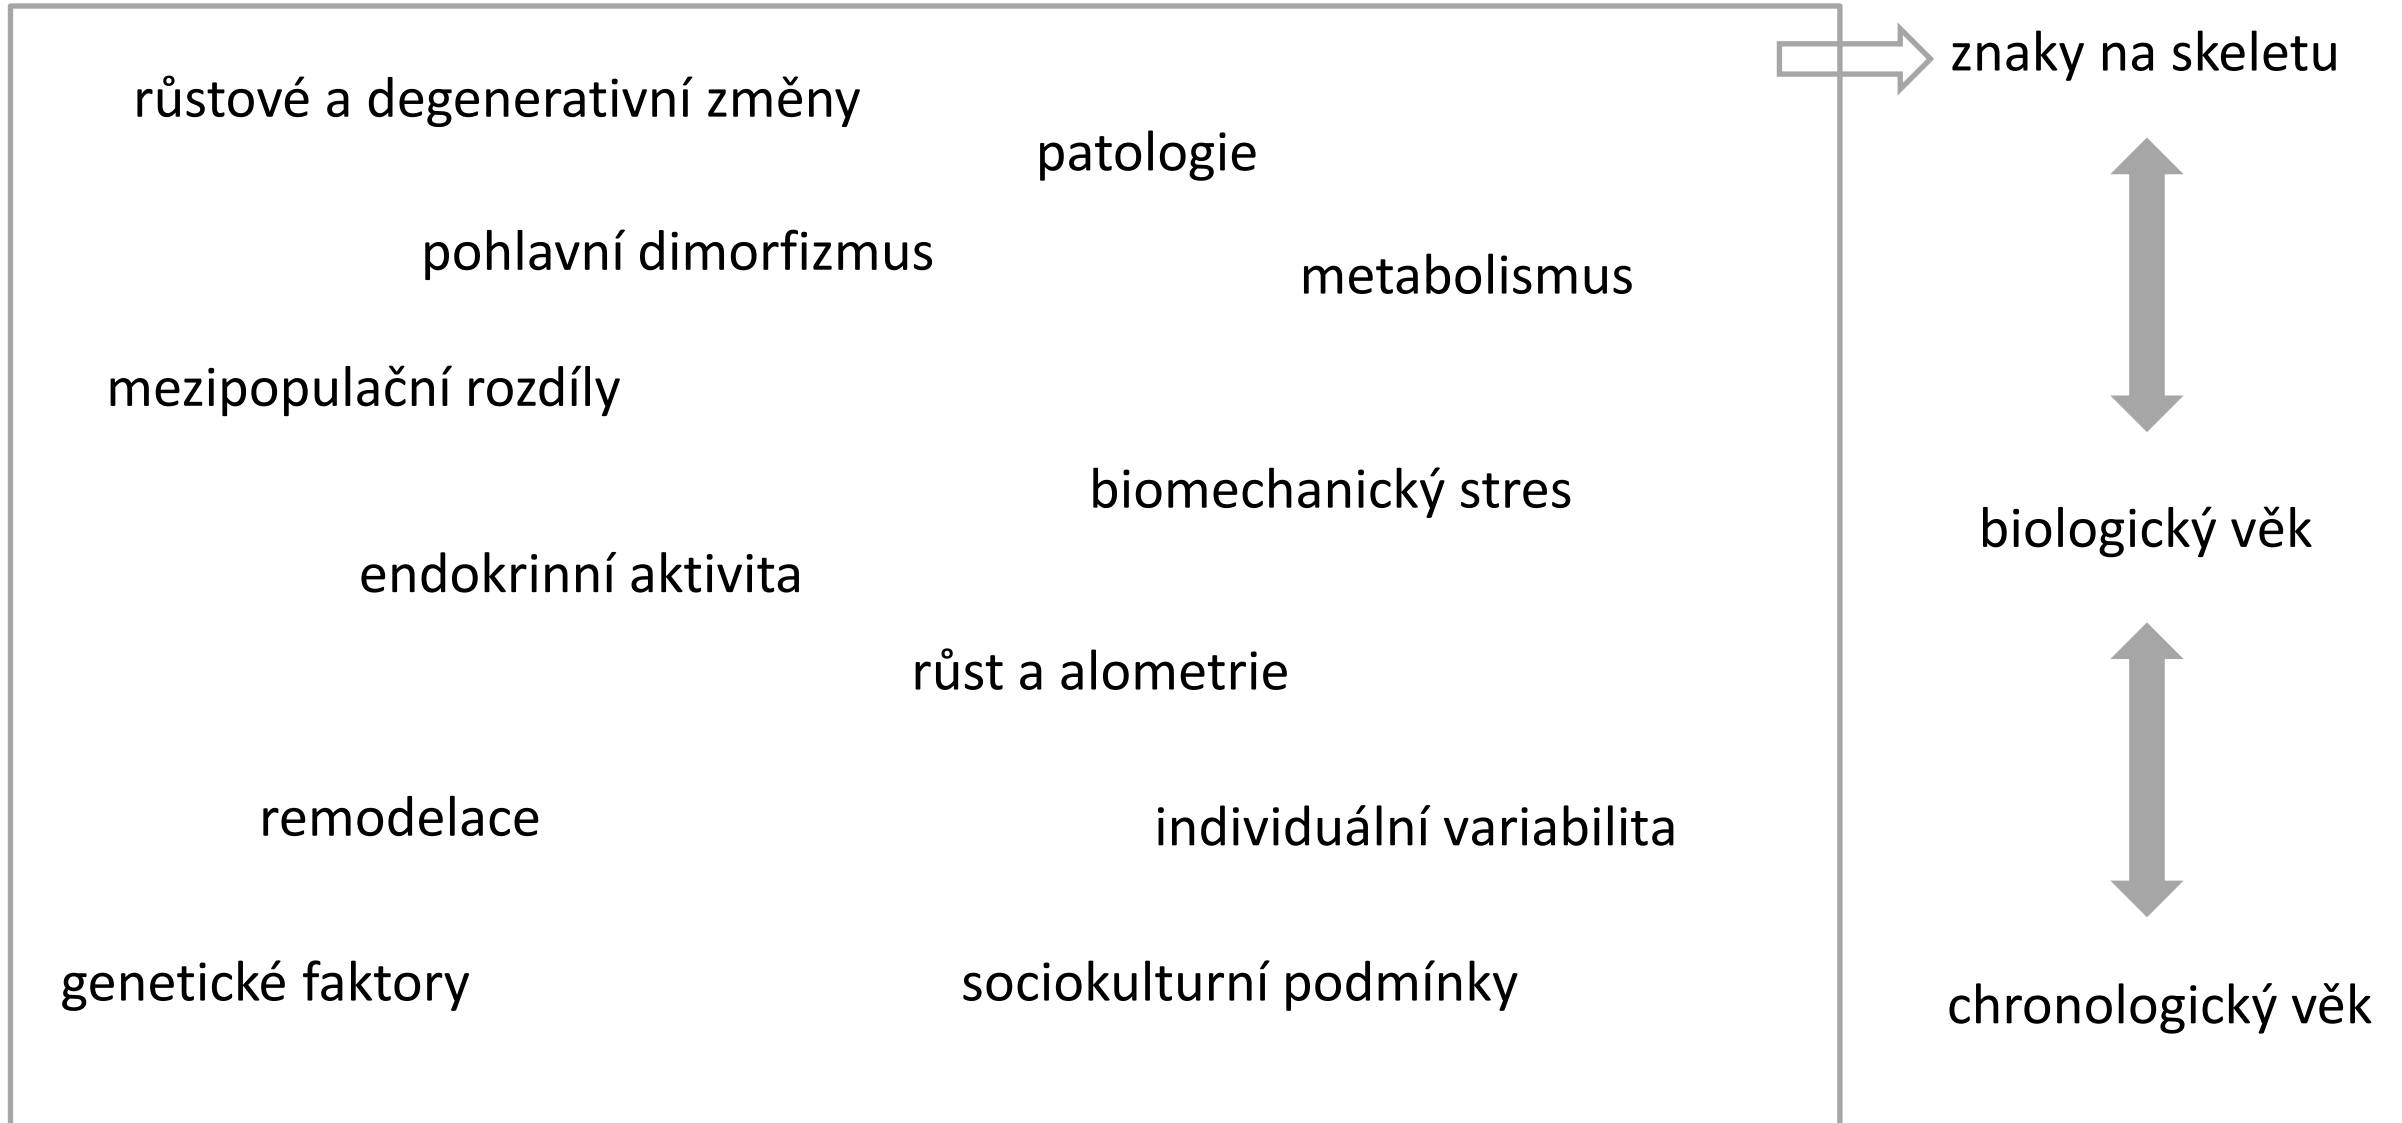 růstové a degenerativní změny
patologie
pohlavní dimorfizmus
metabolismus
mezipopulační rozdíly
biomechanický stres
endokrinní aktivita
růst a alometrie
remodelace
individuální variabilita
genetické faktory
sociokulturní podmínky
znaky na skeletu
biologický věk
chronologický věk